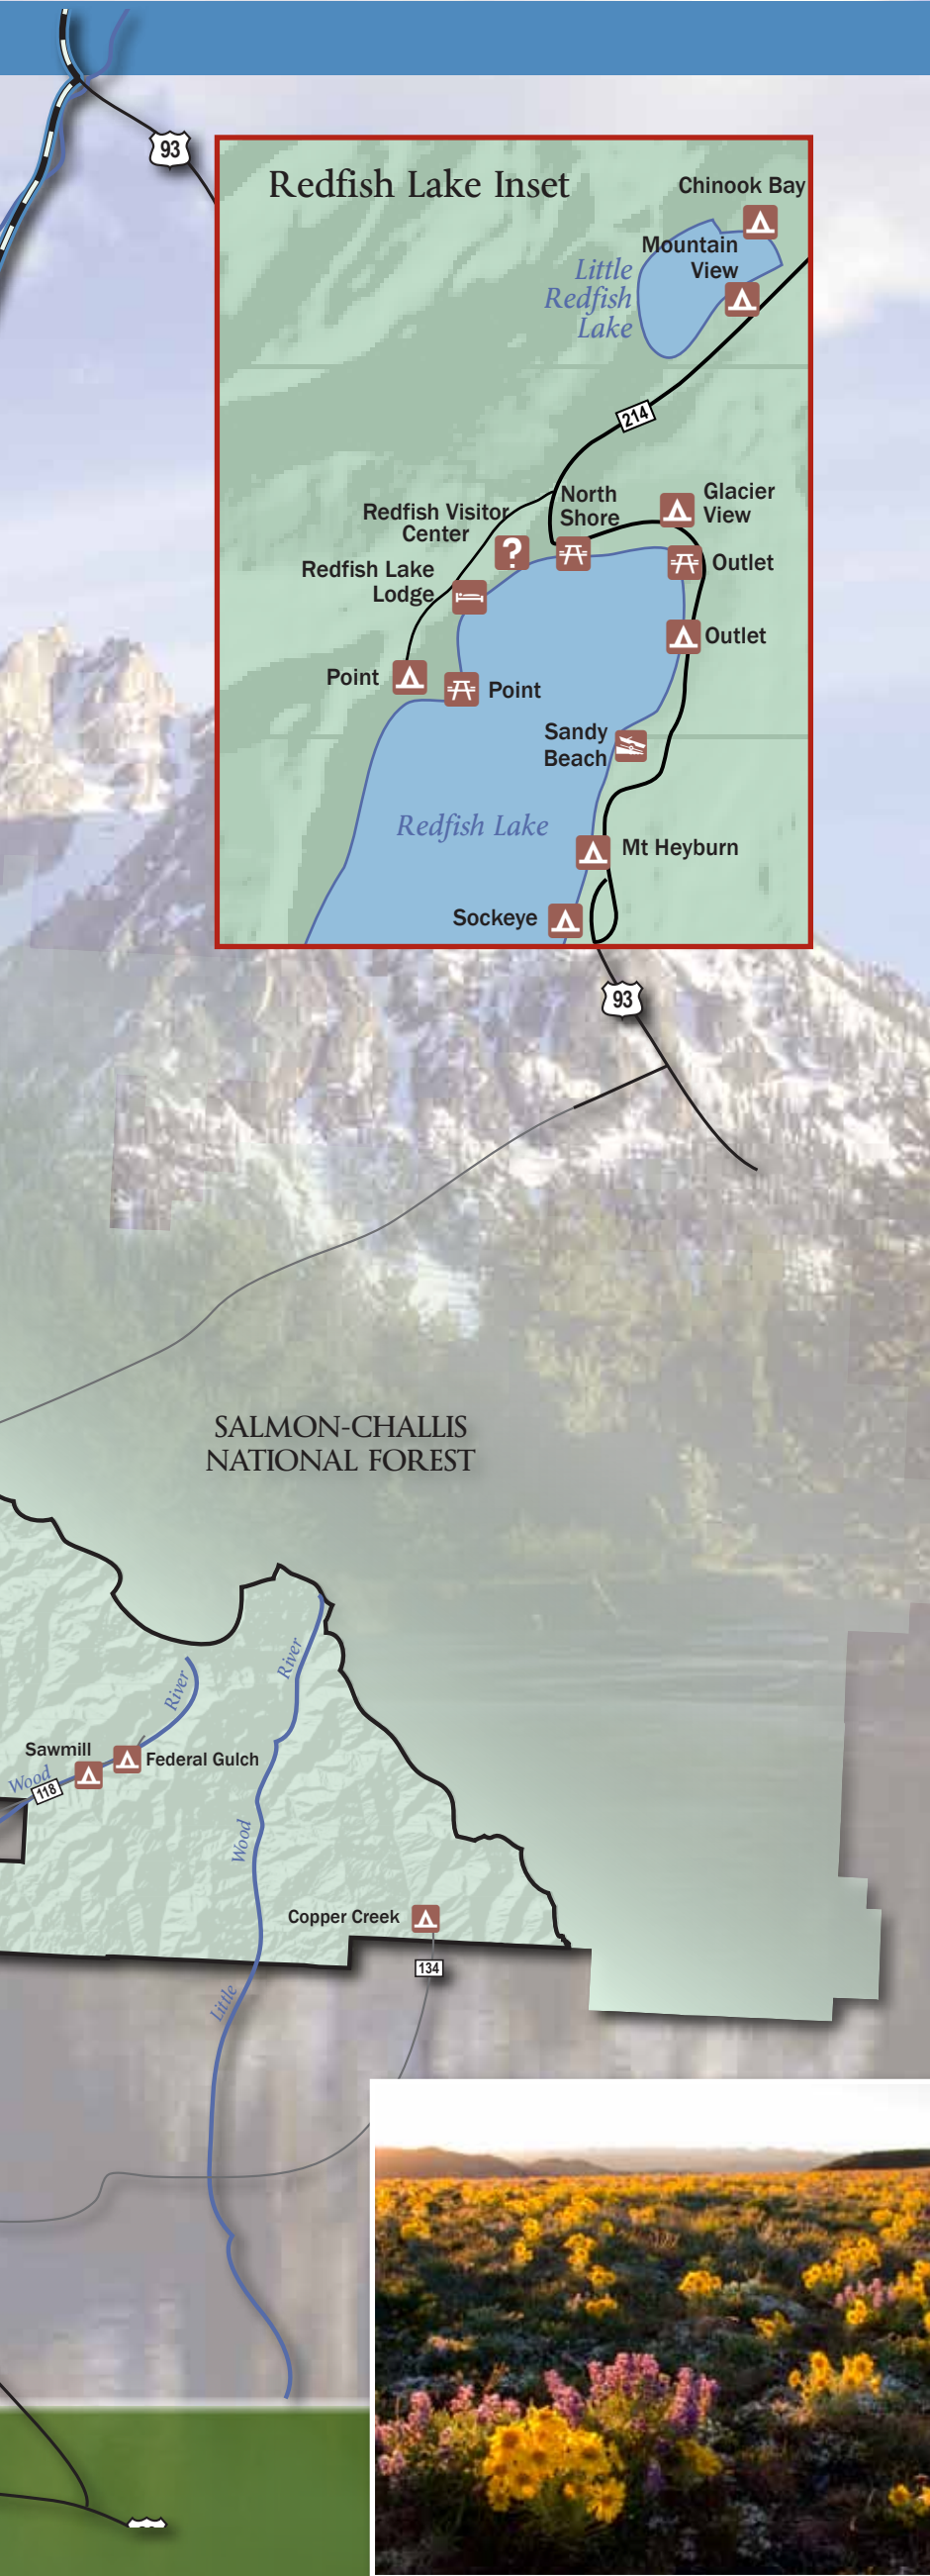 93
Redfish Lake Inset
Chinook Bay
Mountain
View
Little
Redfish
Lake
214
North
Shore
Glacier
View
Redfish Visitor
Center
?
Outlet
Redfish Lake
Lodge
Outlet
Point
Point
Sandy
Beach
Redfish Lake
Mt Heyburn
Sockeye
93
SALMON-CHALLIS
NATIONAL FOREST
River
River
Sawmill
Federal Gulch
Wood
118
Wood
Copper Creek
134
Little